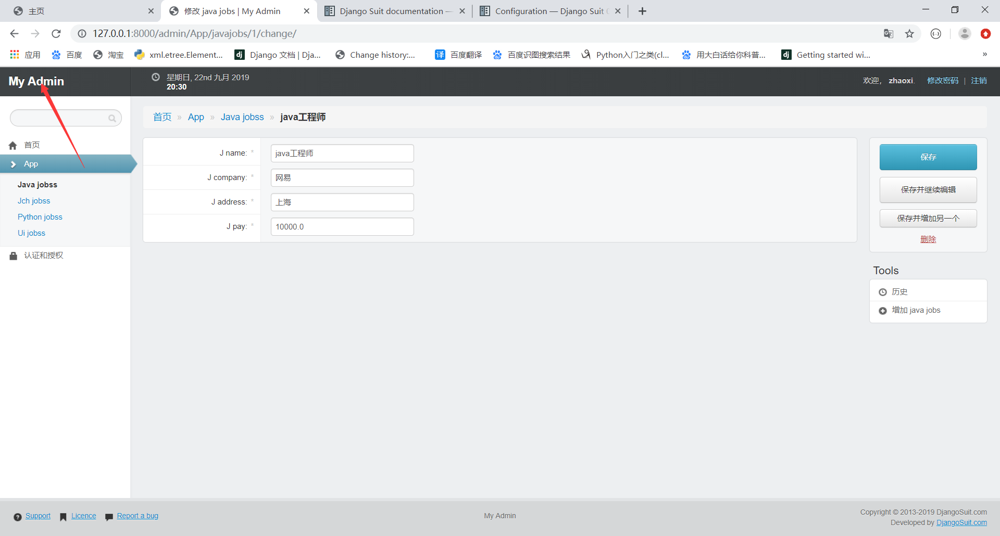 主页
修改 java jobs | My Admin
Django Suit documentation —
Configuration — Django Suit
127.0.0.1:8000/admin/App/javajobs/1/change/
应用
百度
淘宝
xml.etree.Element...
Django 文档 | Dja...
Change history:...
百度翻译
百度识图搜索结果
Python入门之类(cl...
用大白话给你科普...
Getting started wi...
»
My Admin
星期日, 22nd 九月 2019
20:30
欢迎， zhaoxi. 修改密码 | 注销
首页 » App » Java jobss » java工程师
首页
App
Java jobss
Jch jobss
Python jobss
Ui jobss
认证和授权
J name: *
java工程师
J company: *
网易
J address: *
上海
J pay: *
10000.0
保存
保存并继续编辑
保存并增加另一个
删除
Tools
历史
增加 java jobs
Support
Licence
Report a bug
My Admin
Copyright © 2013-2019 DjangoSuit.com
Developed by DjangoSuit.com